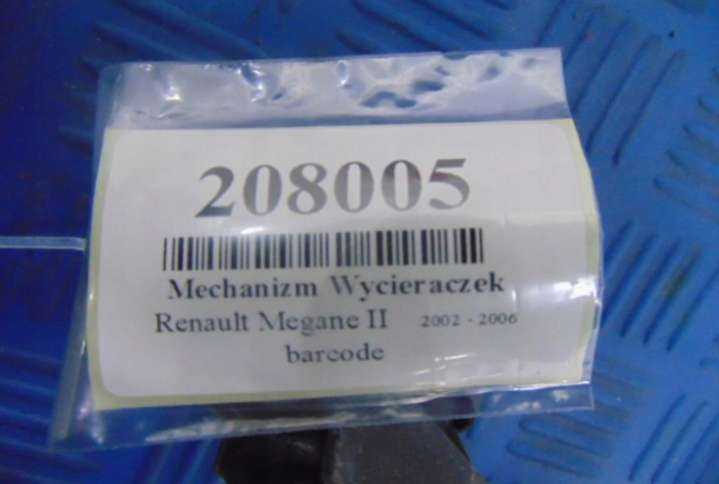 208005
Mechanizm Wycieraczek
Renault Megane II 2002 - 2006
barcode